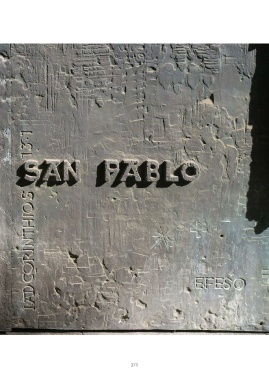 SAN PABLO
I AD CORINTHIOS 13-1
EFESO